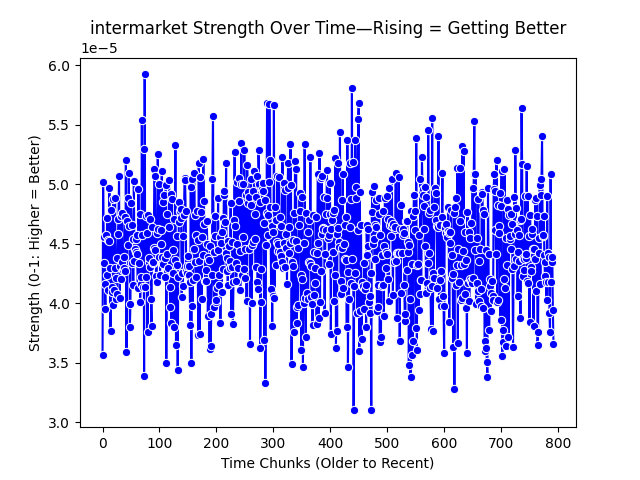 intermarket Strength Over Time—Rising = Getting Better
1e−5
6.0
5.5
5.0
4.5
4.0
3.5
3.0
Strength (0-1: Higher = Better)
0 100 200 300 400 500 600 700 800
Time Chunks (Older to Recent)